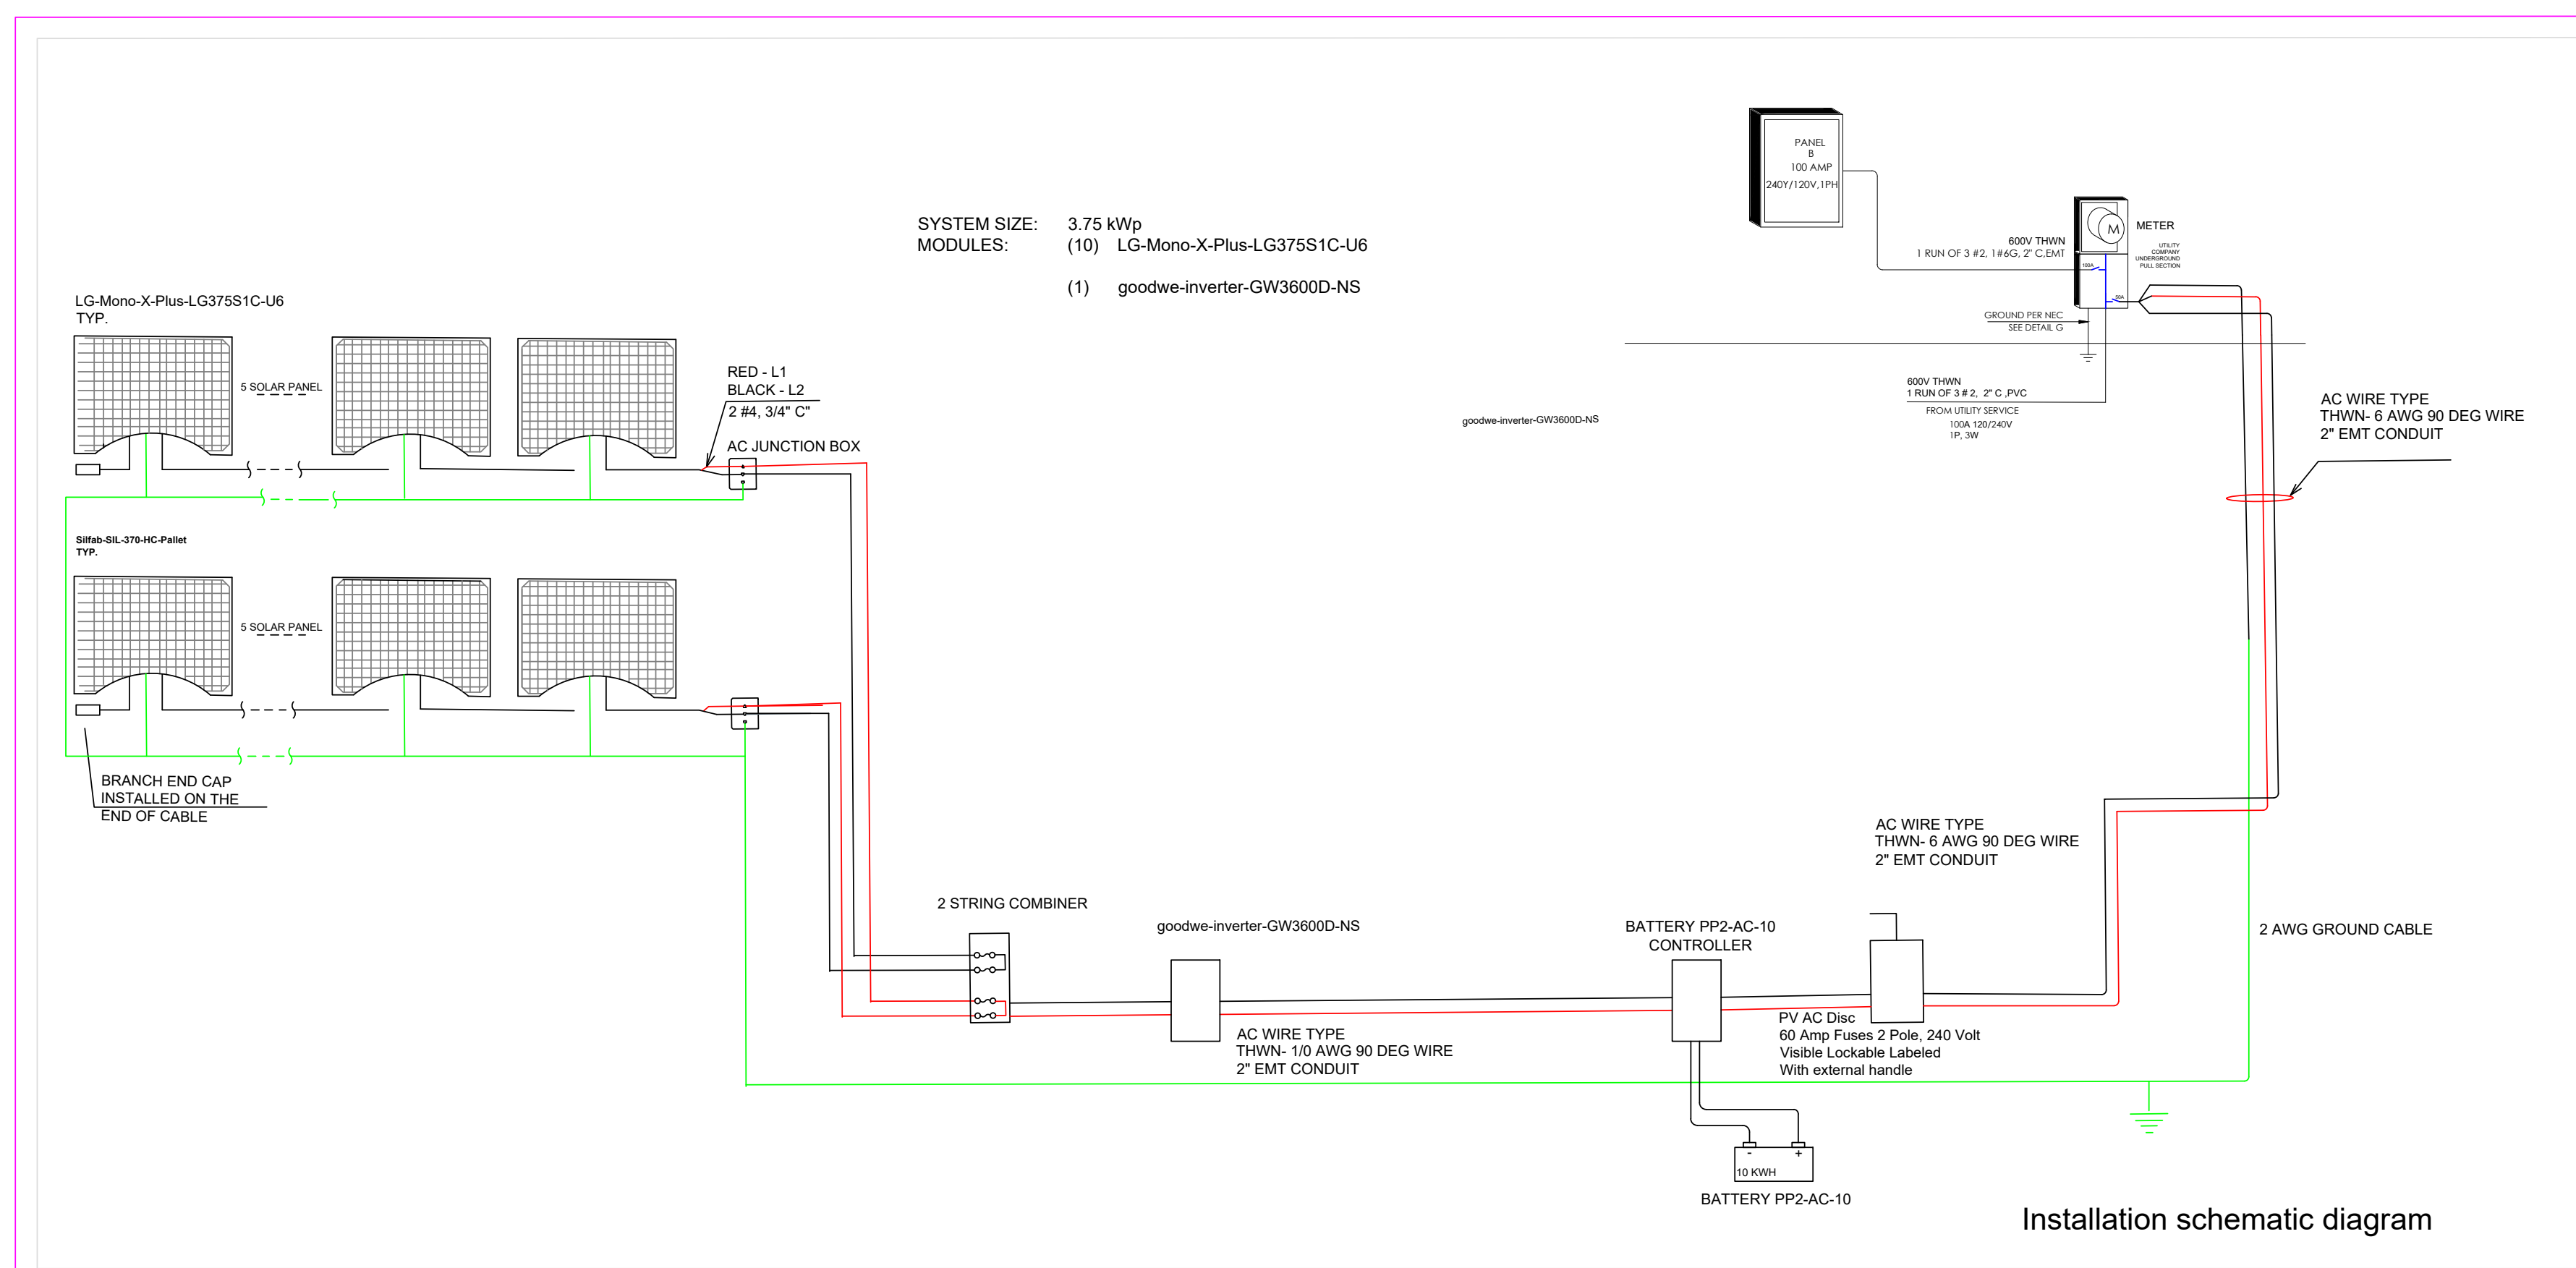 PANEL
B
100 AMP
240Y/120V,1PH
SYSTEM SIZE: 3.75 kWp
MODULES: (10) LG-Mono-X-Plus-LG375S1C-U6
(1) goodwe-inverter-GW3600D-NS
M
METER
UTILITY
COMPANY
UNDERGROUND
PULL SECTION
600V THWN
1 RUN OF 3 #2, 1#6G, 2" C,EMT
100A
50A
GROUND PER NEC
SEE DETAIL G
600V THWN
1 RUN OF 3 # 2, 2" C ,PVC
FROM UTILITY SERVICE
100A 120/240V
1P, 3W
LG-Mono-X-Plus-LG375S1C-U6
TYP.
5 SOLAR PANEL
RED - L1
BLACK - L2
2 #4, 3/4" C"
AC JUNCTION BOX
goodwe-inverter-GW3600D-NS
AC WIRE TYPE
THWN- 6 AWG 90 DEG WIRE
2" EMT CONDUIT
Silfab-SIL-370-HC-Pallet
TYP.
5 SOLAR PANEL
BRANCH END CAP
INSTALLED ON THE
END OF CABLE
2 STRING COMBINER
goodwe-inverter-GW3600D-NS
AC WIRE TYPE
THWN- 1/0 AWG 90 DEG WIRE
2" EMT CONDUIT
BATTERY PP2-AC-10
CONTROLLER
AC WIRE TYPE
THWN- 6 AWG 90 DEG WIRE
2" EMT CONDUIT
PV AC Disc
60 Amp Fuses 2 Pole, 240 Volt
Visible Lockable Labeled
With external handle
2 AWG GROUND CABLE
- +
10 KWH
BATTERY PP2-AC-10
Installation schematic diagram